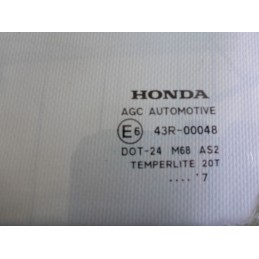 HONDA
AGC AUTOMOTIVE
E6 43R-00048
DOT-24 M68 AS2
TEMPERLITE 20T
.... 7